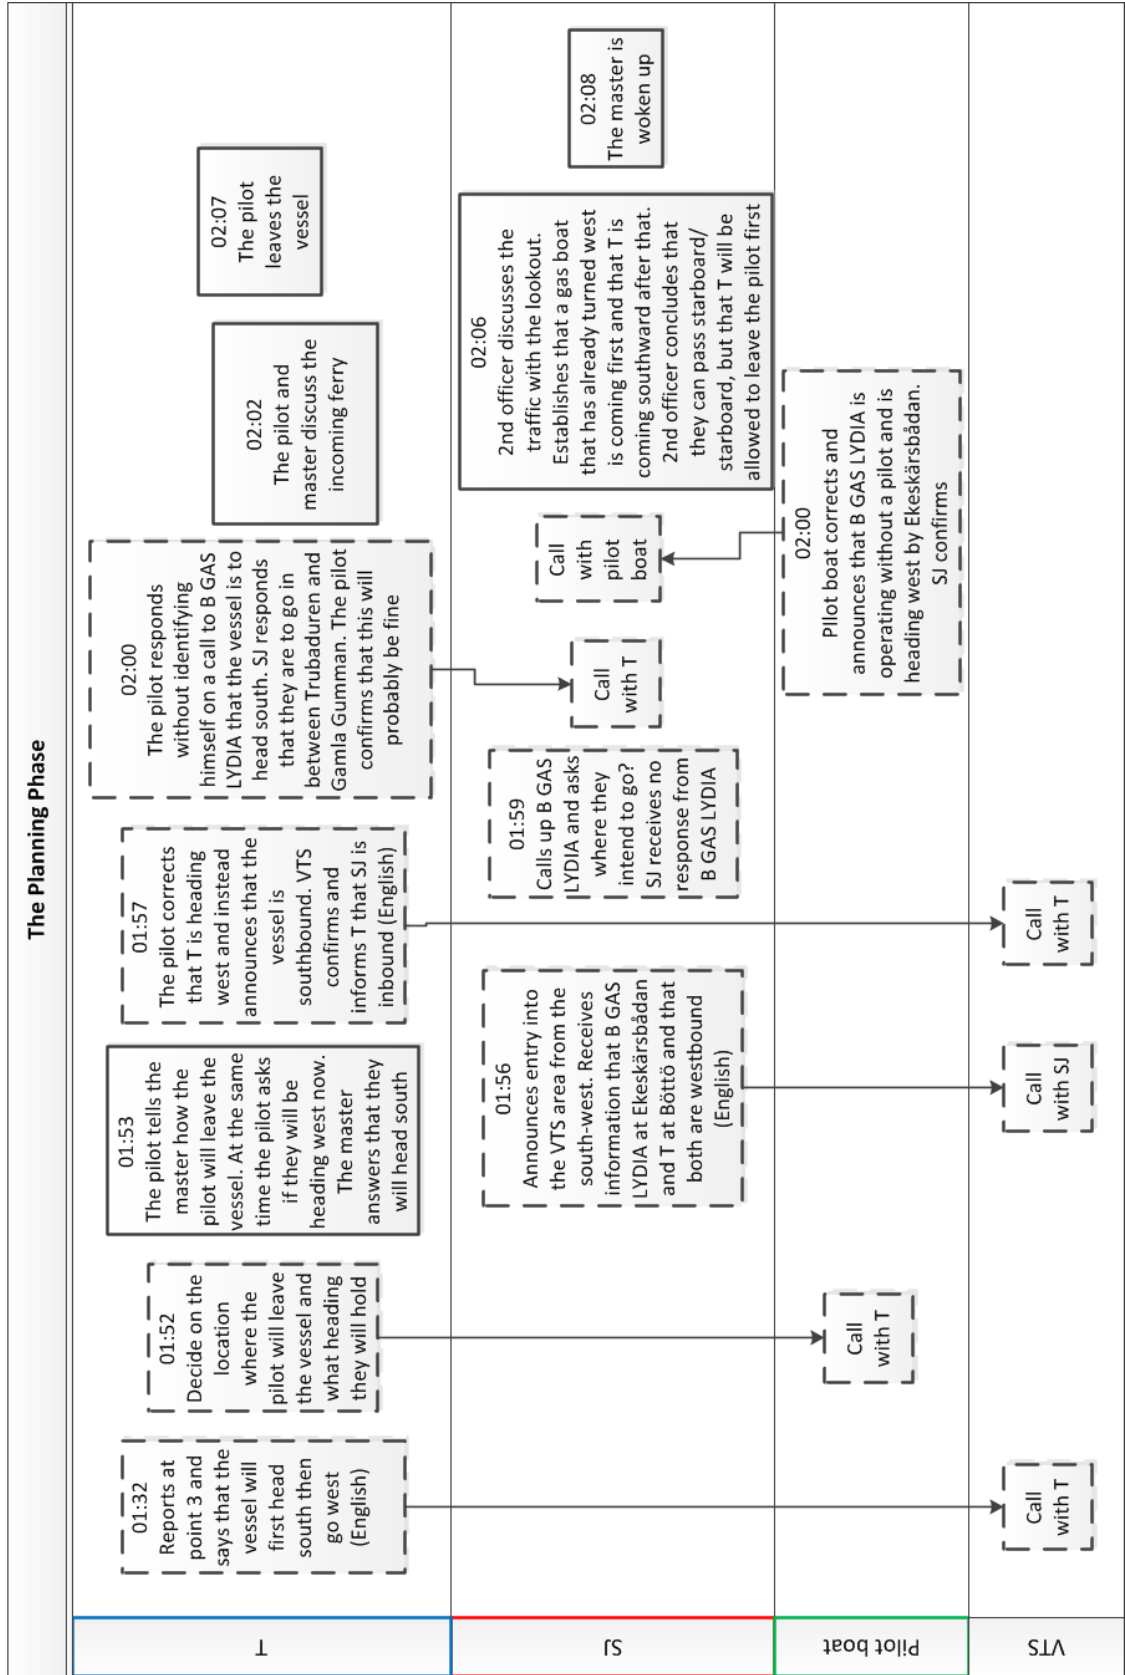 The Planning Phase
T
01:32
Reports at
point 3 and
says that the
vessel will
first head
south then
go west
(English)
01:52
Decide on the
location
where the
pilot will leave
the vessel and
what heading
they will hold
01:53
The pilot tells the
master how the
pilot will leave the
vessel. At the same
time the pilot asks
if they will be
heading west now.
The master
answers that they
will head south
01:57
The pilot corrects
that T is heading
west and instead
announces that the
vessel is
southbound. VTS
confirms and
informs T that SJ is
inbound (English)
02:00
The pilot responds
without identifying
himself on a call to B GAS
LYDIA that the vessel is to
head south. SJ responds
that they are to go in
between Trubaduren and
Gamla Gumman. The pilot
confirms that this will
probably be fine
02:02
The pilot and
master discuss the
incoming ferry
02:07
The pilot
leaves the
vessel
SJ
01:56
Announces entry into
the VTS area from the
south-west. Receives
information that B GAS
LYDIA at Ekeskärsbådan
and T at Böttö and that
both are westbound
(English)
01:59
Calls up B GAS
LYDIA and asks
where they
intend to go?
SJ receives no
response from
B GAS LYDIA
Call
with T
Call
with
pilot
boat
02:06
2nd officer discusses the
traffic with the lookout.
Establishes that a gas boat
that has already turned west
is coming first and that T is
coming southward after that.
2nd officer concludes that
they can pass starboard/
starboard, but that T will be
allowed to leave the pilot first
02:08
The master is
woken up
Pilot boat
Call
with T
02:00
Pilot boat corrects and
announces that B GAS LYDIA is
operating without a pilot and is
heading west by Ekeskärsbådan.
SJ confirms
VTS
Call
with T
Call
with SJ
Call
with T